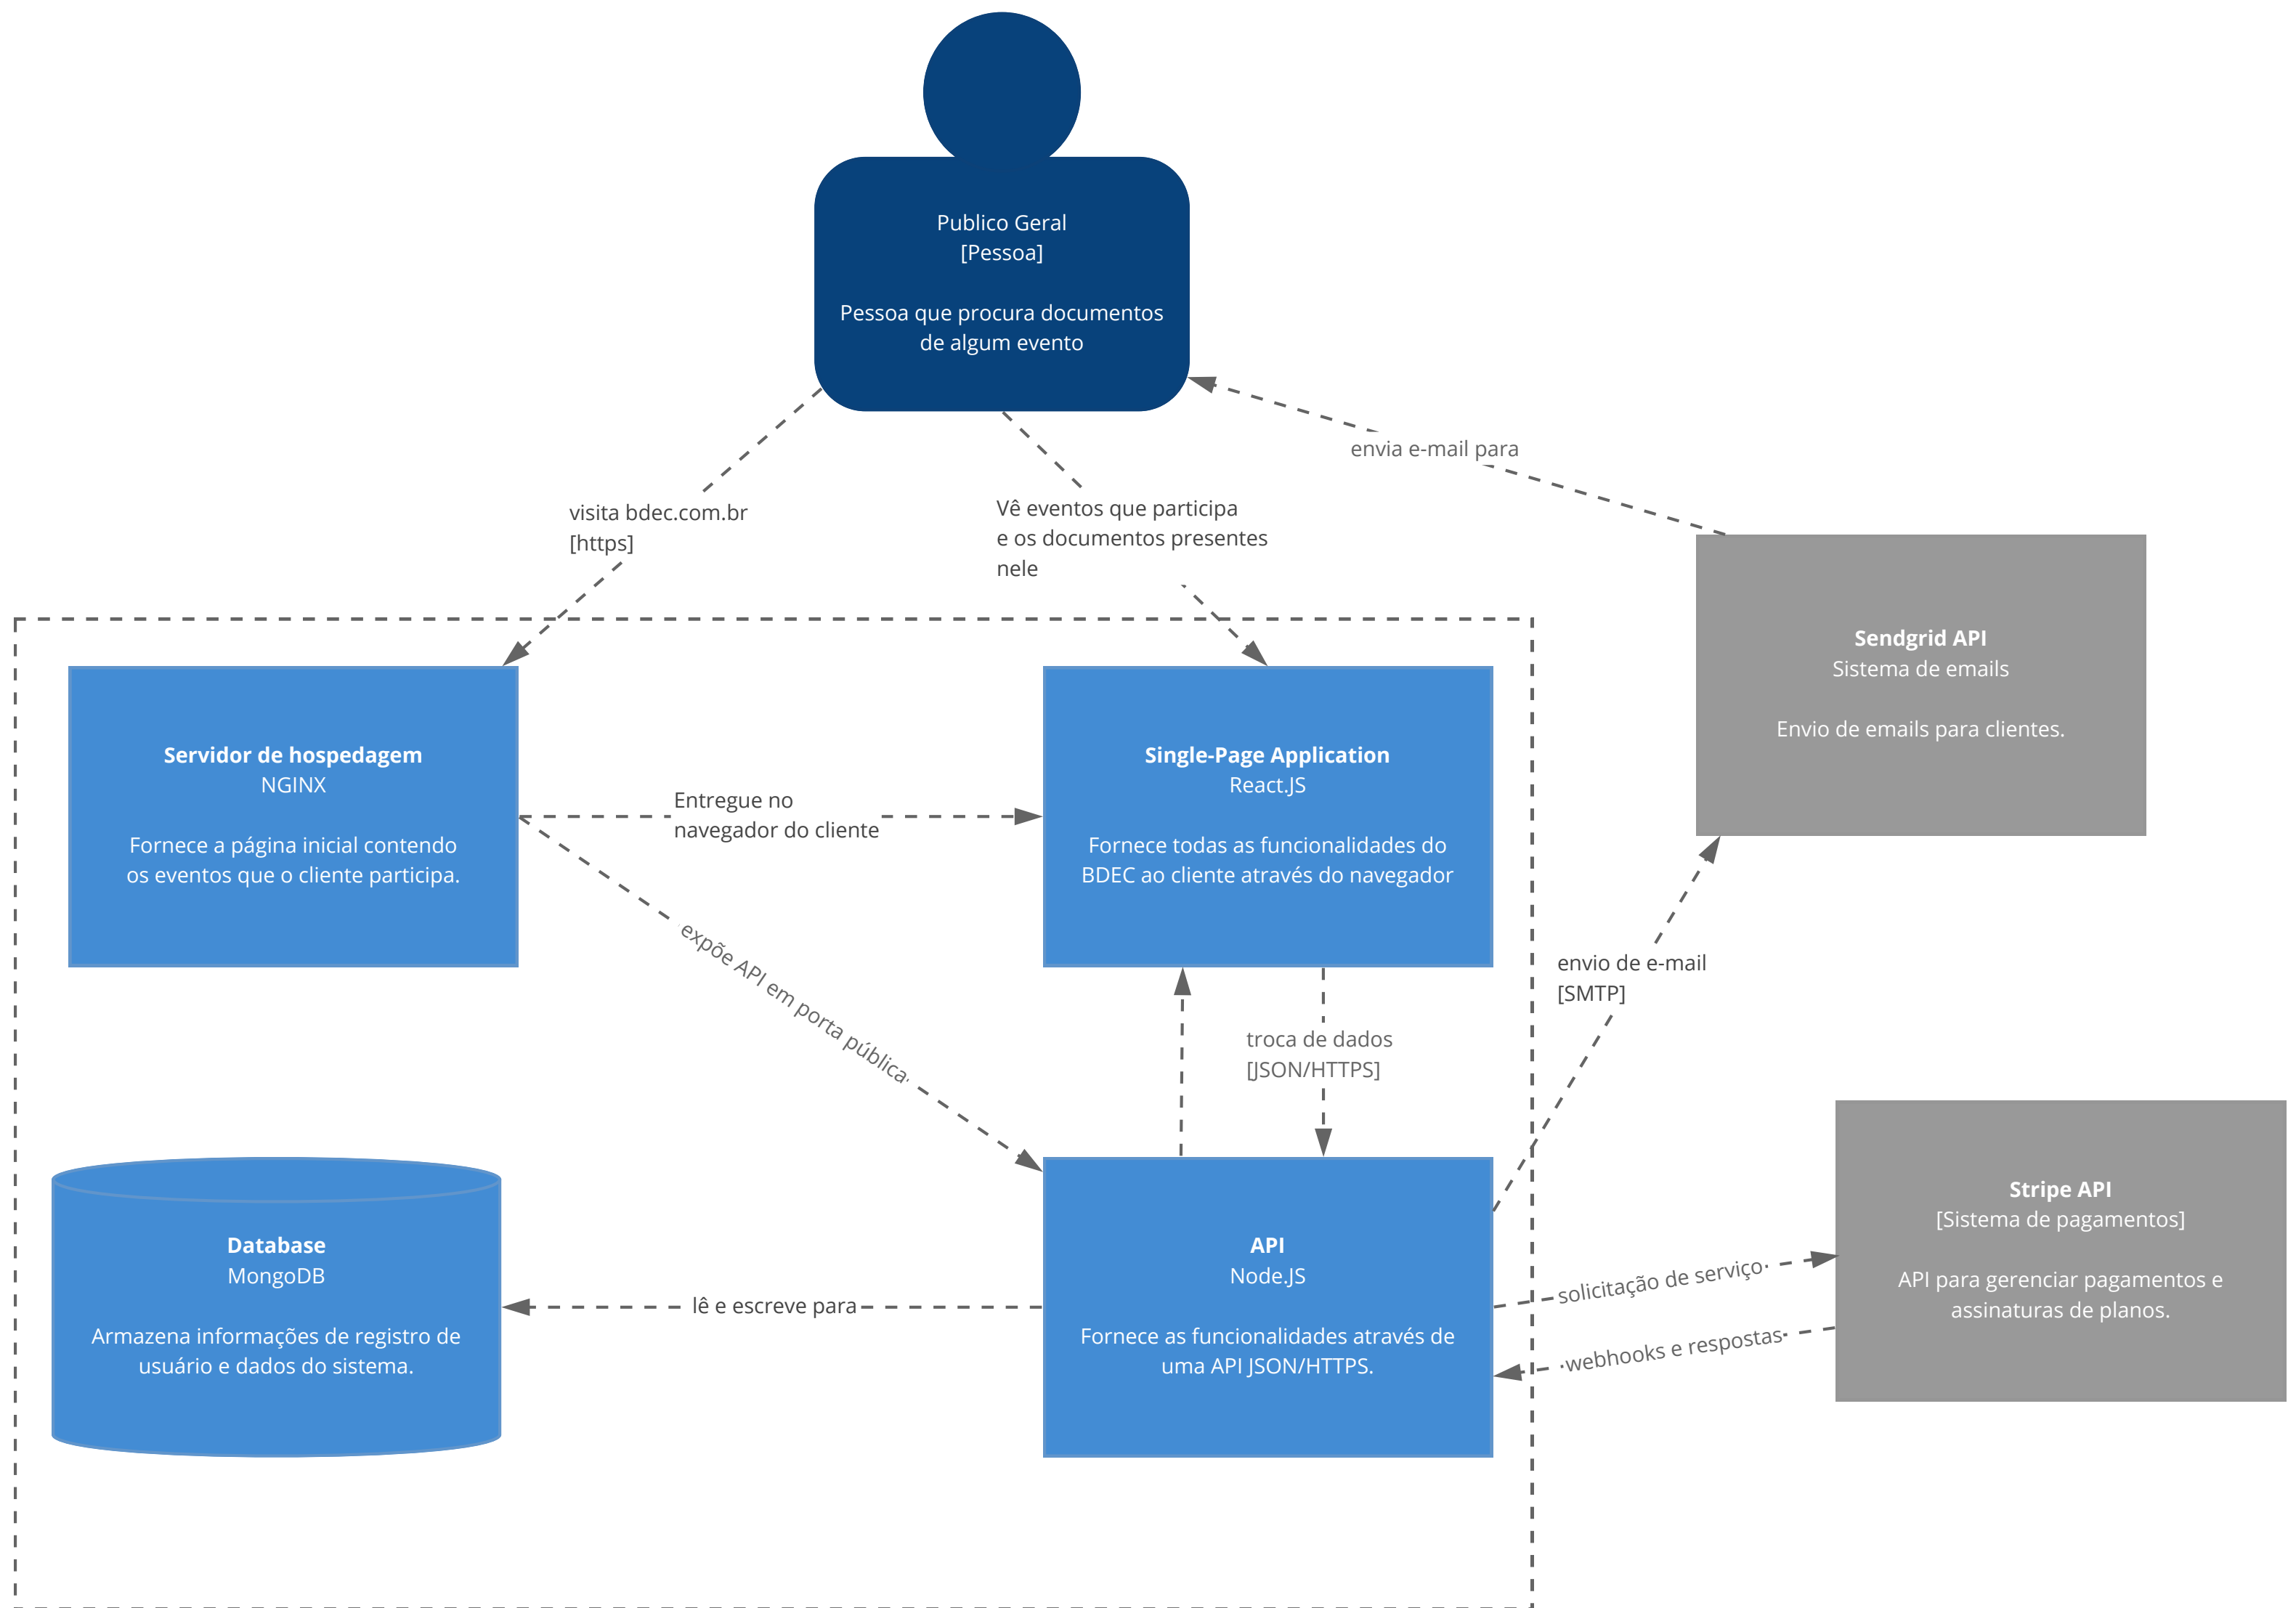 Publico Geral
[Pessoa]
Pessoa que procura documentos
de algum evento
envia e-mail para
visita bdec.com.br
[https]
Vê eventos que participa
e os documentos presentes
nele
Sendgrid API
Sistema de emails
Envio de emails para clientes.
Servidor de hospedagem
NGINX
Fornece a página inicial contendo
os eventos que o cliente participa.
Entregue no
navegador do cliente
Single-Page Application
React.JS
Fornece todas as funcionalidades do
BDEC ao cliente através do navegador
expõe API em porta pública
troca de dados
[JSON/HTTPS]
envio de e-mail
[SMTP]
Database
MongoDB
Armazena informações de registro de
usuário e dados do sistema.
lê e escreve para
API
Node.JS
Fornece as funcionalidades através de
uma API JSON/HTTPS.
solicitação de serviço
webhooks e respostas
Stripe API
[Sistema de pagamentos]
API para gerenciar pagamentos e
assinaturas de planos.